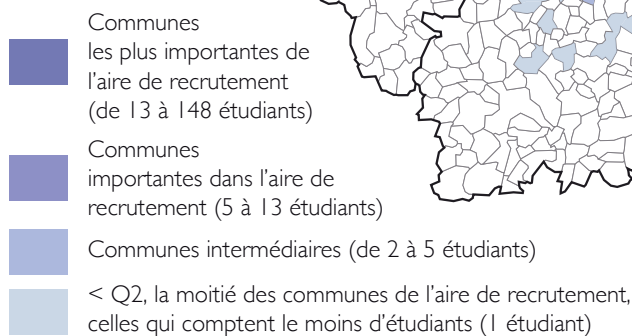 Communes
les plus importantes de
l'aire de recrutement
(de 13 à 148 étudiants)
Communes
importantes dans l'aire de
recrutement (5 à 13 étudiants)
Communes intermédiaires (de 2 à 5 étudiants)
< Q2, la moitié des communes de l'aire de recrutement,
celles qui comptent le moins d'étudiants (1 étudiant)